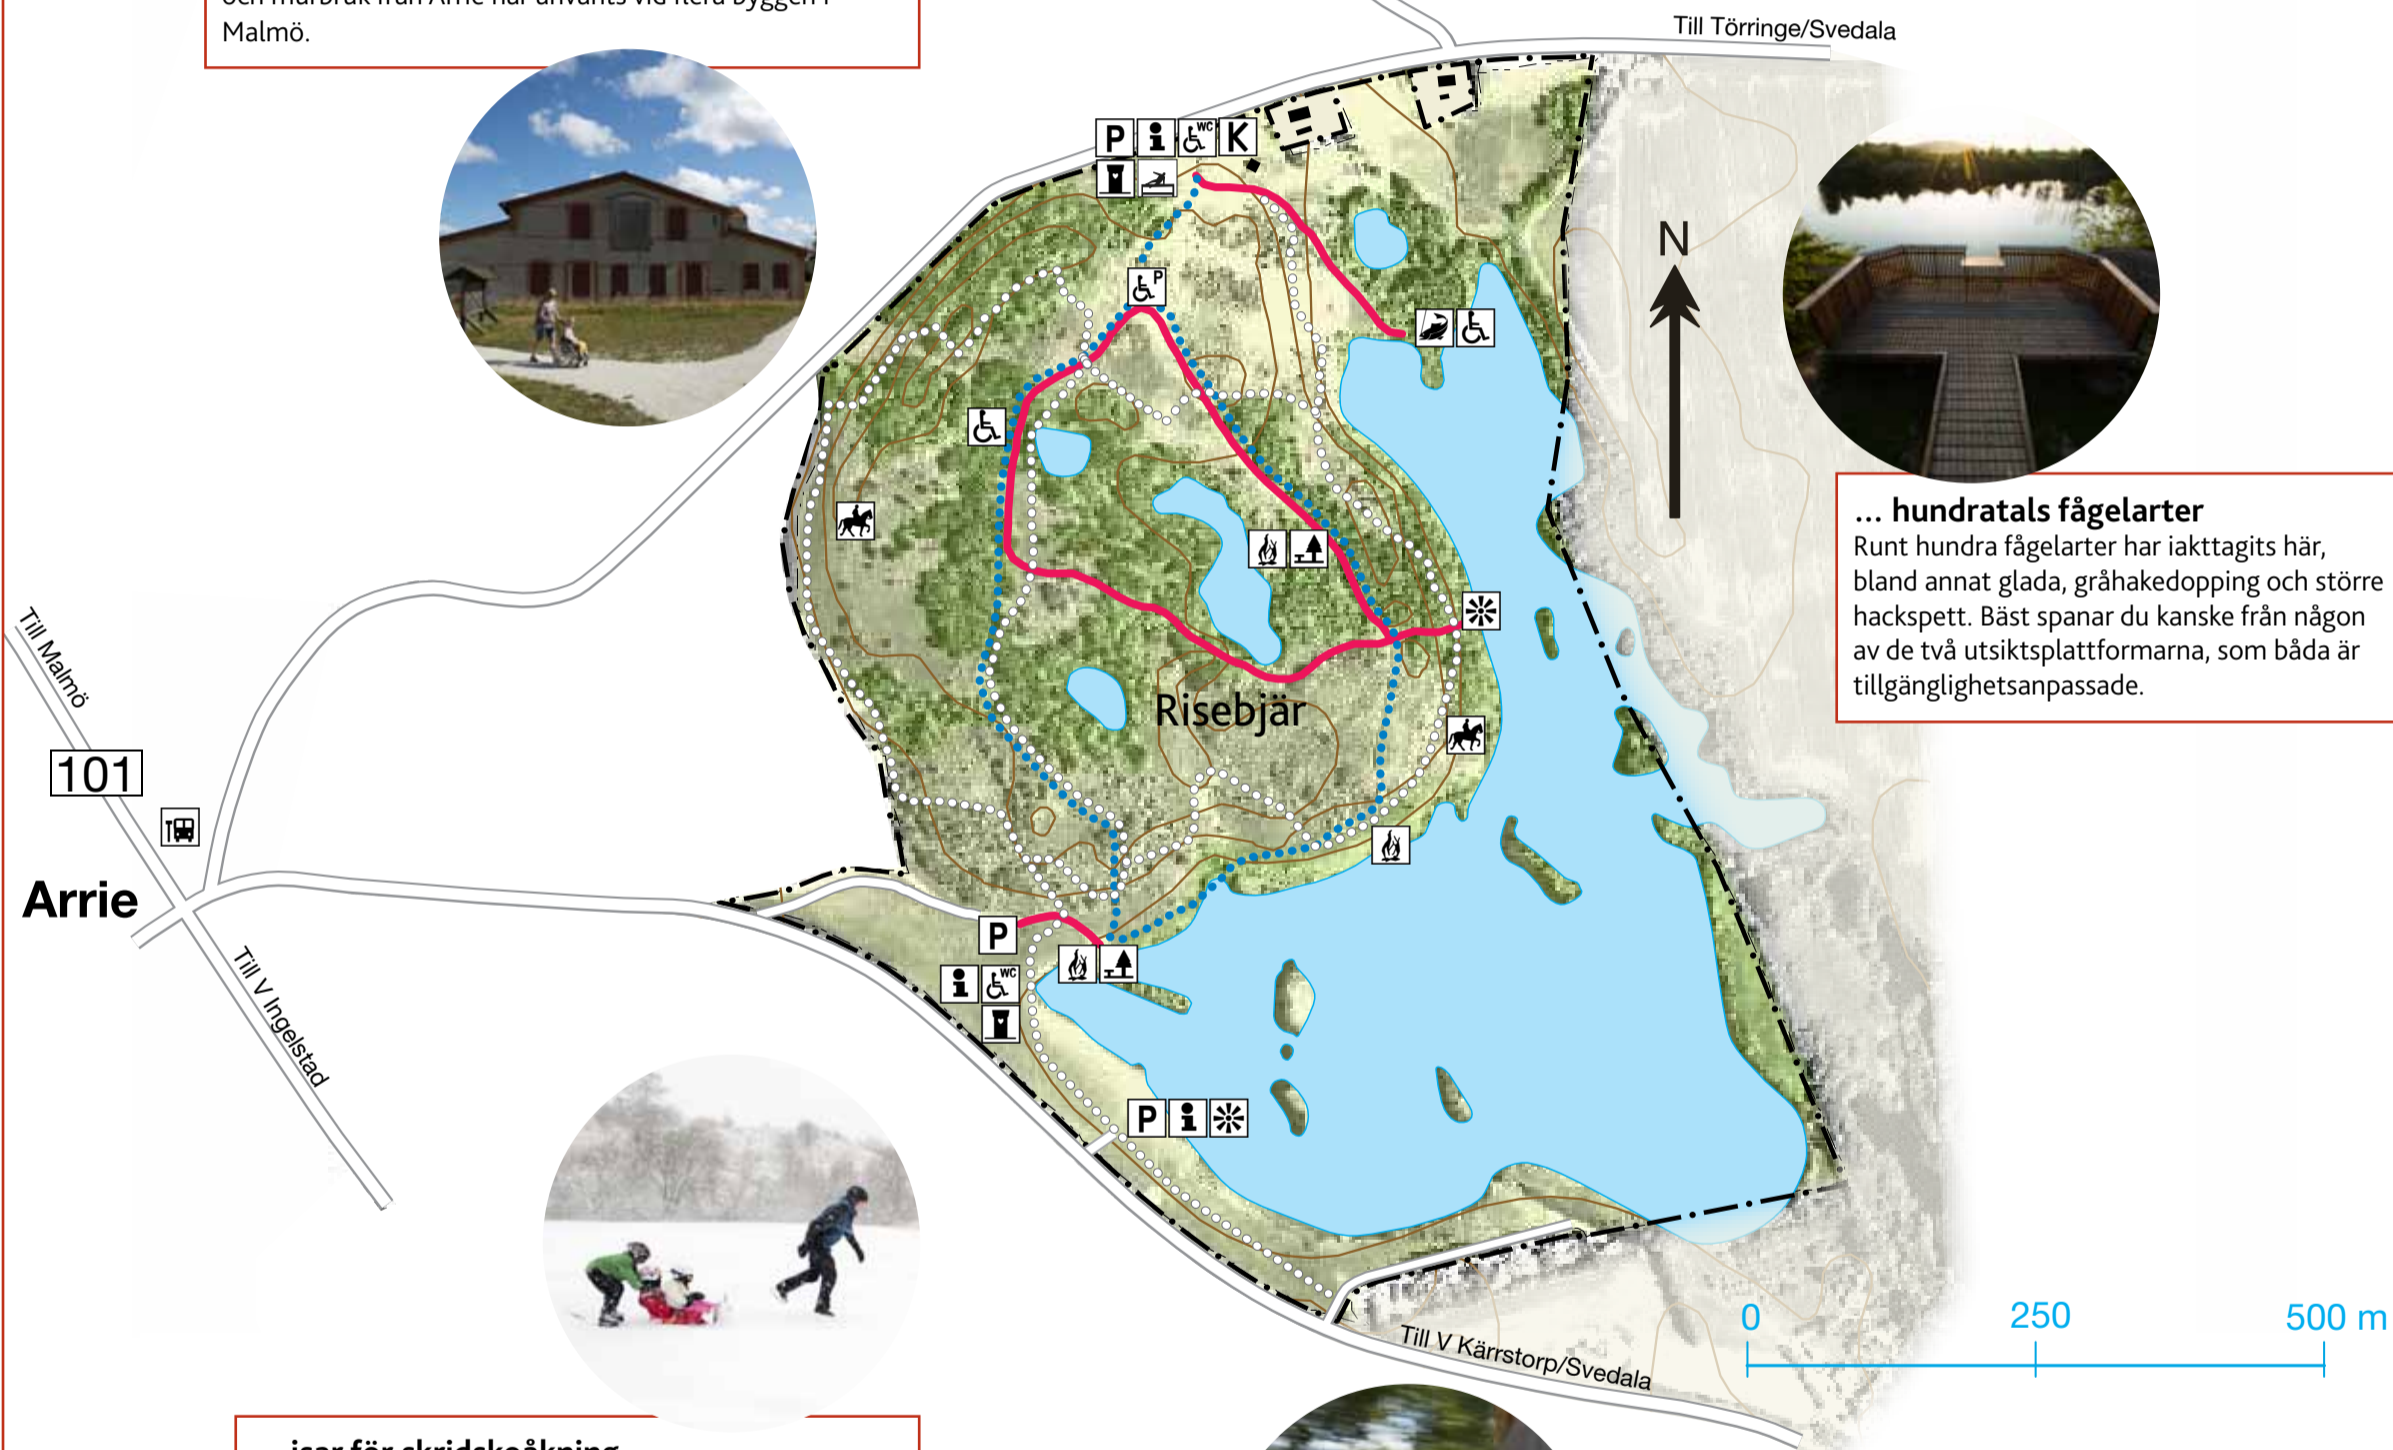 Malmö.
Till Törringe/Svedala
P
WC
K
P
N
... hundratals fågelarter
Runt hundra fågelarter har iakttagits här,
bland annat glada, gråhakedopping och större
hackspett. Bäst spanar du kanske från någon
av de två utsiktsplattformarna, som båda är
tillgänglighetsanpassade.
Till Malmö
Risebjär
101
Arrie
P
Till V Ingelstad
WC
P
0 250 500 m
Till V Kärrstorp/Svedala